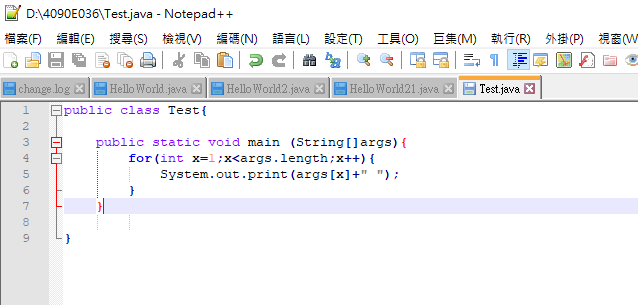 D:\4090E036\Test.java - Notepad++
檔案(F) 編輯(E) 搜尋(S) 檢視(V) 編碼(N) 語言(L) 設定(T) 工具(O) 巨集(M) 執行(R) 外掛(P) 視窗(W
change.log HelloWorld.java HelloWorld2.java HelloWorld21.java Test.java
1 public class Test{
2
3 public static void main (String[]args){
4 for(int x=1;x<args.length;x++){
5 System.out.print(args[x]+" ");
6 }
7 }
8
9 }